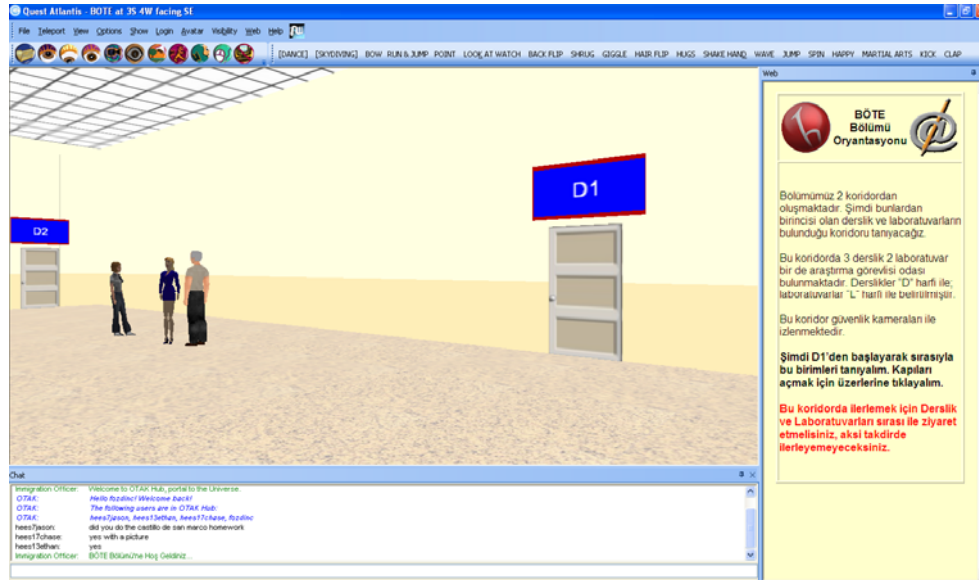 Quest Atlantis - BOTE at 35 4W facing SE
File Teleport View Options Show Login Avatar Visibility Web Help
[DANCE] [SKYDIVING] BOW RUN & JUMP POINT LOOK AT WATCH BACK FLIP SHRUG GIGGLE HAIR FLIP HUGS SHAKE HAND WAVE JUMP SPIN HAPPY MARTIAL ARTS KICK CLAP
D2
D1
Web
BÖTE
Bölümü
Oryantasyonu
Bölümümüz 2 koridordan
oluşmaktadır. Şimdi bunlardan
birincisi olan derslik ve laboratuvarların
bulunduğu koridoru tanıyacağız.
Bu koridorda 3 derslik 2 laboratuvar
bir de araştırma görevlisi odası
bulunmaktadır. Derslikler "D" harfi ile;
laboratuvarlar "L" harfi ile belirtilmiştir.
Bu koridor güvenlik kameraları ile
izlenmektedir.
Şimdi D1'den başlayarak sırasıyla
bu birimleri tanıyalım. Kapıları
açmak için üzerlerine tıklayalım.
Bu koridorda ilerlemek için Derslik
ve Laboratuvarları sırası ile ziyaret
etmelisiniz, aksi takdirde
ilerleyemeyeceksiniz.
Chat
Immigration Officer: Welcome to OTAK Hub, portal to the Universe.
OTAK: Hello fozdinc! Welcome back!
OTAK: The following users are in OTAK Hub:
OTAK: hees7jason, hees13ethan, hees17chase, fozdinc
hees7jason: did you do the castillo de san marco homework
hees17chase: yes with a picture
hees13ethan: yes
Immigration Officer: BÖTE Bölümü'ne Hoş Geldiniz...